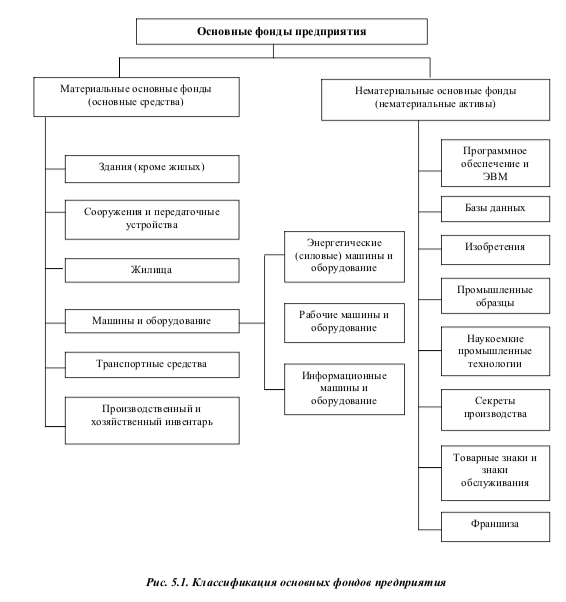 Основные фонды предприятия
Материальные основные фонды
(основные средства)
Нематериальные основные фонды
(нематериальные активы)
Здания (кроме жилых)
Сооружения и передаточные
устройства
Жилища
Машины и оборудование
Транспортные средства
Производственный и
хозяйственный инвентарь
Энергетические
(силовые) машины и
оборудование
Рабочие машины и
оборудование
Информационные
машины и
оборудование
Программное
обеспечение и
ЭВМ
Базы данных
Изобретения
Промышленные
образцы
Наукоемкие
промышленные
технологии
Секреты
производства
Товарные знаки и
знаки
обслуживания
Франшиза
Рис. 5.1. Классификация основных фондов предприятия